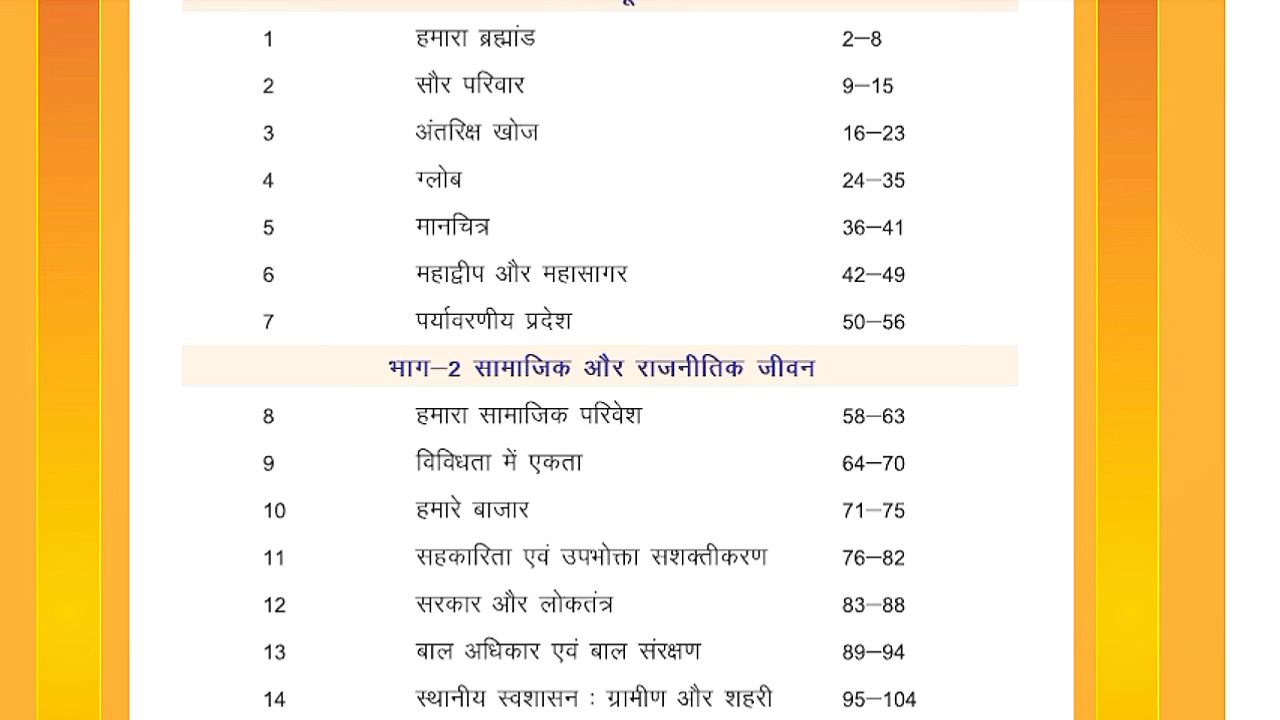 1 हमारा ब्रह्मांड 2–8
2 सौर परिवार 9–15
3 अंतरिक्ष खोज 16–23
4 ग्लोब 24–35
5 मानचित्र 36–41
6 महाद्वीप और महासागर 42–49
7 पर्यावरणीय प्रदेश 50–56
भाग–2 सामाजिक और राजनीतिक जीवन
8 हमारा सामाजिक परिवेश 58–63
9 विविधता में एकता 64–70
10 हमारे बाजार 71–75
11 सहकारिता एवं उपभोक्ता सशक्तीकरण 76–82
12 सरकार और लोकतंत्र 83–88
13 बाल अधिकार एवं बाल संरक्षण 89–94
14 स्थानीय स्वशासन : ग्रामीण और शहरी 95–104